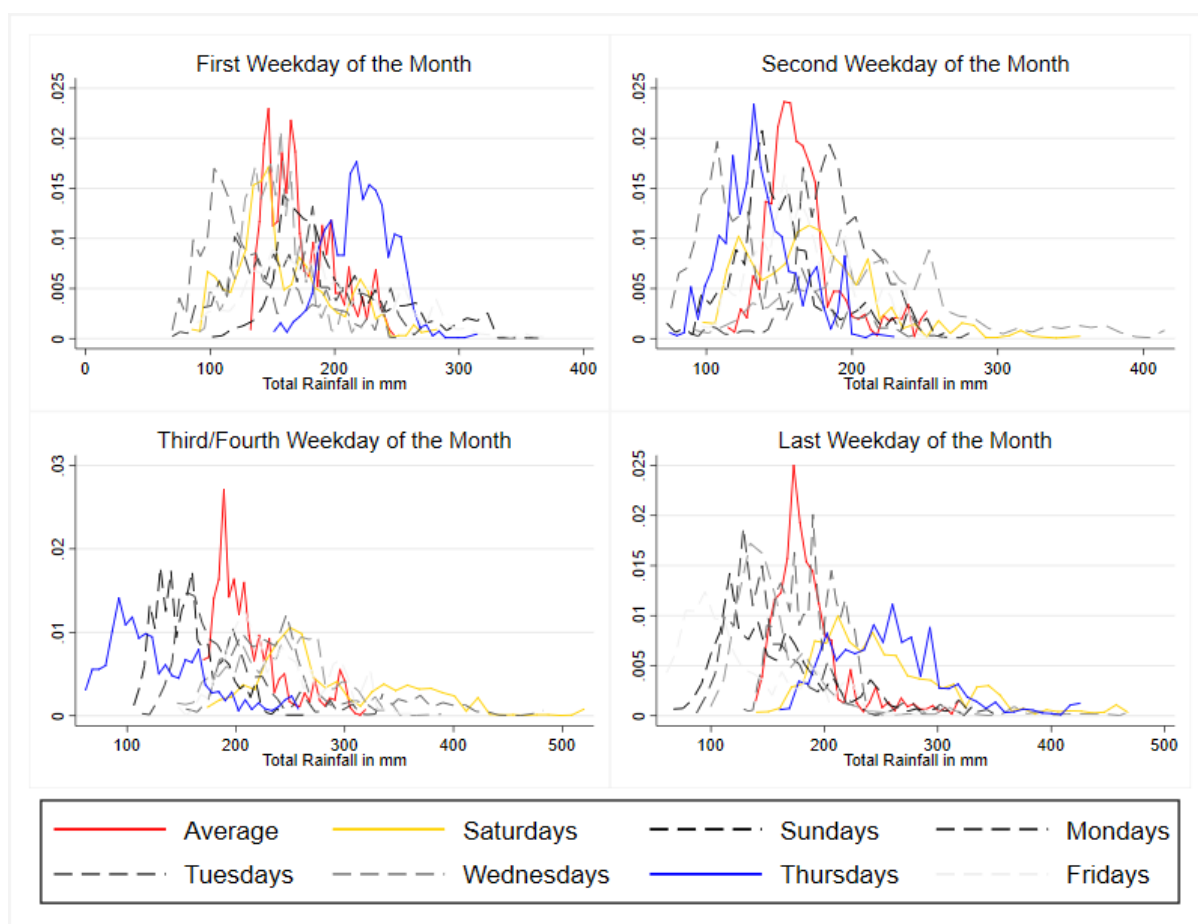 First Weekday of the Month
.025
.02
.015
.01
.005
0
0 100 200 300 400
Total Rainfall in mm
Second Weekday of the Month
.025
.02
.015
.01
.005
0
100 200 300 400
Total Rainfall in mm
Third/Fourth Weekday of the Month
.03
.02
.01
0
100 200 300 400 500
Total Rainfall in mm
Last Weekday of the Month
.025
.02
.015
.01
.005
0
100 200 300 400 500
Total Rainfall in mm
Average Saturdays Sundays Mondays
Tuesdays Wednesdays Thursdays Fridays